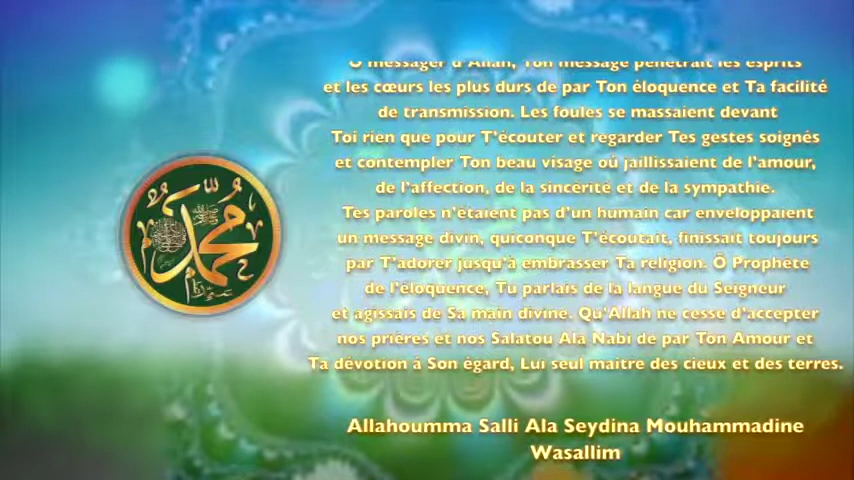 Ô messager d'Allah, Ton message pénétrait les esprits
et les cœurs les plus durs de par Ton éloquence et Ta facilité
de transmission. Les foules se massaient devant
Toi rien que pour T'écouter et regarder Tes gestes soignés
et contempler Ton beau visage où jaillissaient de l'amour,
de l'affection, de la sincérité et de la sympathie.
Tes paroles n'étaient pas d'un humain car enveloppaient
un message divin, quiconque T'écoutait, finissait toujours
par T'adorer jusqu'à embrasser Ta religion. Ô Prophète
de l'éloquence, Tu parlais de la langue du Seigneur
et agissais de Sa main divine. Qu'Allah ne cesse d'accepter
nos prières et nos Salatou Ala Nabi de par Ton Amour et
Ta dévotion à Son égard, Lui seul maitre des cieux et des terres.
Allahoumma Salli Ala Seydina Mouhammadine
Wasallim
محمد